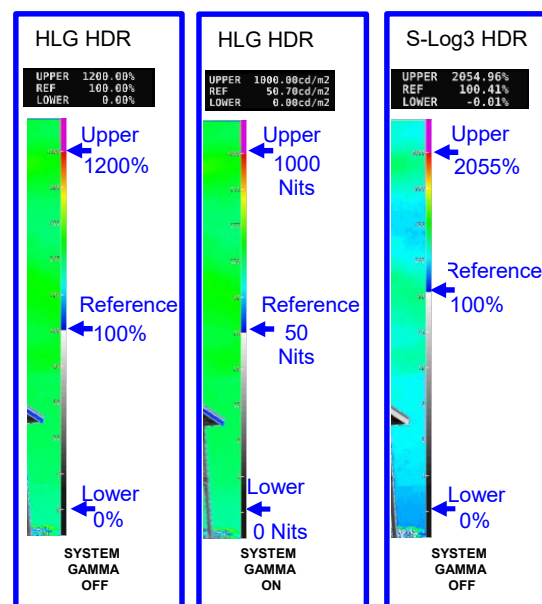 HLG HDR
UPPER 1200.00%
REF 100.00%
LOWER 0.00%
Upper
1200%
Reference
100%
Lower
0%
SYSTEM
GAMMA
OFF
HLG HDR
UPPER 1000.00cd/m2
REF 50.70cd/m2
LOWER 0.00cd/m2
Upper
1000
Nits
Reference
50
Nits
Lower
0 Nits
SYSTEM
GAMMA
ON
S-Log3 HDR
UPPER 2054.96%
REF 100.41%
LOWER -0.01%
Upper
2055%
Reference
100%
Lower
0%
SYSTEM
GAMMA
OFF